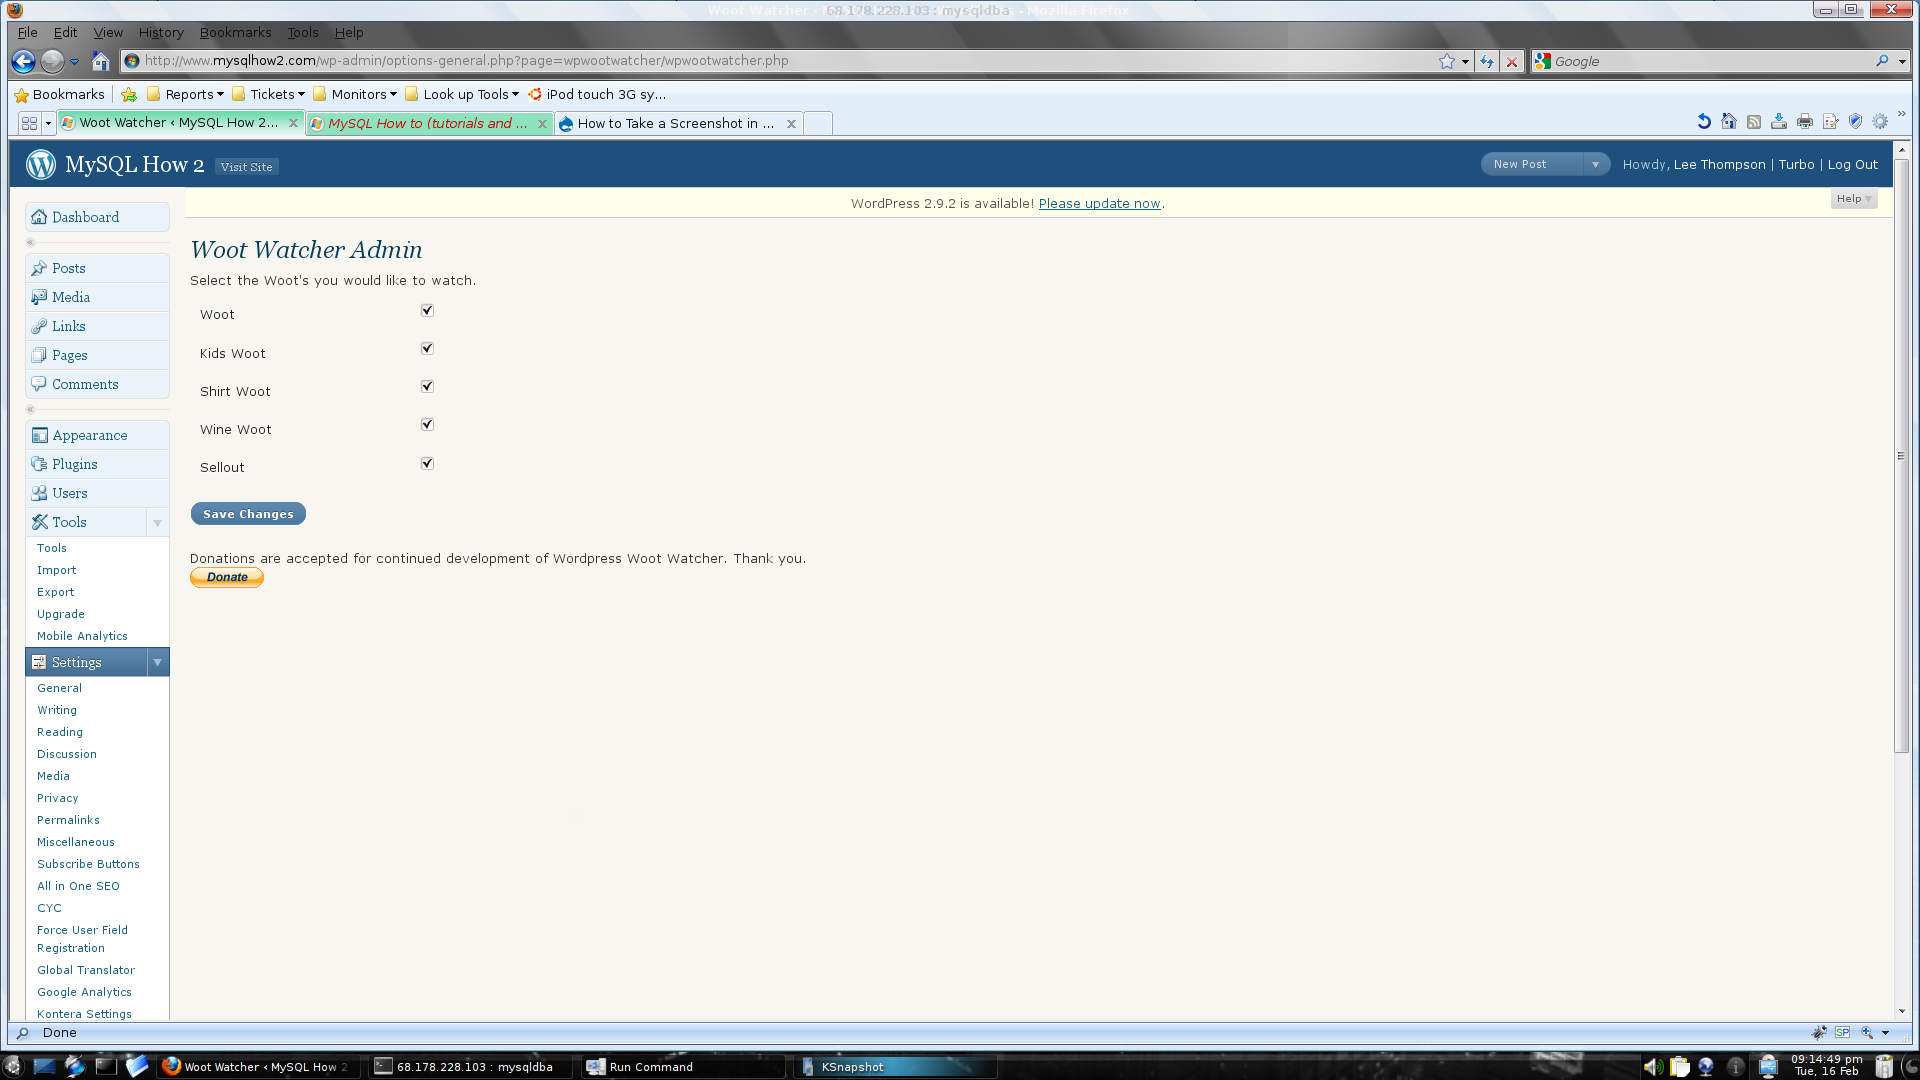 68.178.228.103 : mysqldba
File Edit View History Bookmarks Tools Help
http://www.mysqlhow2.com/wp-admin/options-general.php?page=wpwootwatcher/wpwootwatcher.php
Google
Bookmarks Reports Tickets Monitors Look up Tools iPod touch 3G sy...
Woot Watcher ‹ MySQL How 2...
MySQL How to (tutorials and ...
How to Take a Screenshot in ...
MySQL How 2 Visit Site
New Post
Howdy, Lee Thompson | Turbo | Log Out
WordPress 2.9.2 is available! Please update now.
Help
Dashboard
Posts
Media
Links
Pages
Comments
Appearance
Plugins
Users
Tools
Tools
Import
Export
Upgrade
Mobile Analytics
Settings
General
Writing
Reading
Discussion
Media
Privacy
Permalinks
Miscellaneous
Subscribe Buttons
All in One SEO
CYC
Force User Field
Registration
Global Translator
Google Analytics
Kontera Settings
Woot Watcher Admin
Select the Woot's you would like to watch.
Woot
Kids Woot
Shirt Woot
Wine Woot
Sellout
Save Changes
Donations are accepted for continued development of Wordpress Woot Watcher. Thank you.
Donate
Done
SP
Woot Watcher ‹ MySQL How 2
68.178.228.103 : mysqldba
Run Command
KSnapshot
09:14:49 pm
Tue, 16 Feb